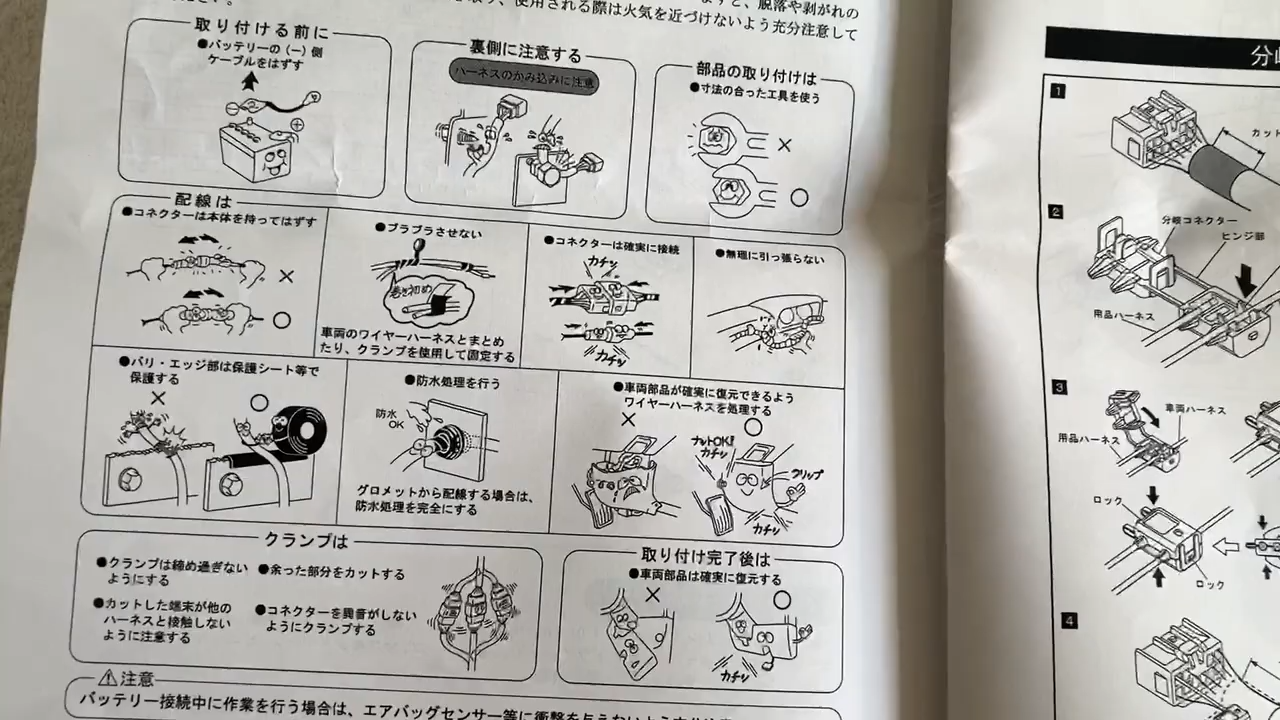 ますと、脱落や剥がれの
使用される際は火気を近づけないよう充分注意して
取り付ける前に
●バッテリーの（−）側
ケーブルをはずす
裏側に注意する
ハーネスのかみ込みに注意
部品の取り付けは
●寸法の合った工具を使う
×
○
配線は
●コネクターは本体を持ってはずす
×
○
●ブラブラさせない
巻き初め
車両のワイヤーハーネスとまとめ
たり、クランプを使用して固定する
●コネクターは確実に接続
カチッ
カチッ
●無理に引っ張らない
●バリ・エッジ部は保護シート等で
保護する
×
○
●防水処理を行う
防水
OK
グロメットから配線する場合は、
防水処理を完全にする
●車両部品が確実に復元できるよう
ワイヤーハーネスを処理する
×
○
ナットOK!
カチッ
クリップ
カチッ
クランプは
●クランプは締め過ぎない
ようにする
●余った部分をカットする
●カットした端末が他の
ハーネスと接触しない
ように注意する
●コネクターを異音がしない
ようにクランプする
取り付け完了後は
●車両部品は確実に復元する
×
○
カチッ
⚠注意
バッテリー接続中に作業を行う場合は、エアバッグセンサー等に衝撃を与えないよう
分岐
1
カット
2
分岐コネクター
ヒンジ部
用品ハーネス
3
車両ハーネス
用品ハーネス
ロック
ロック
4